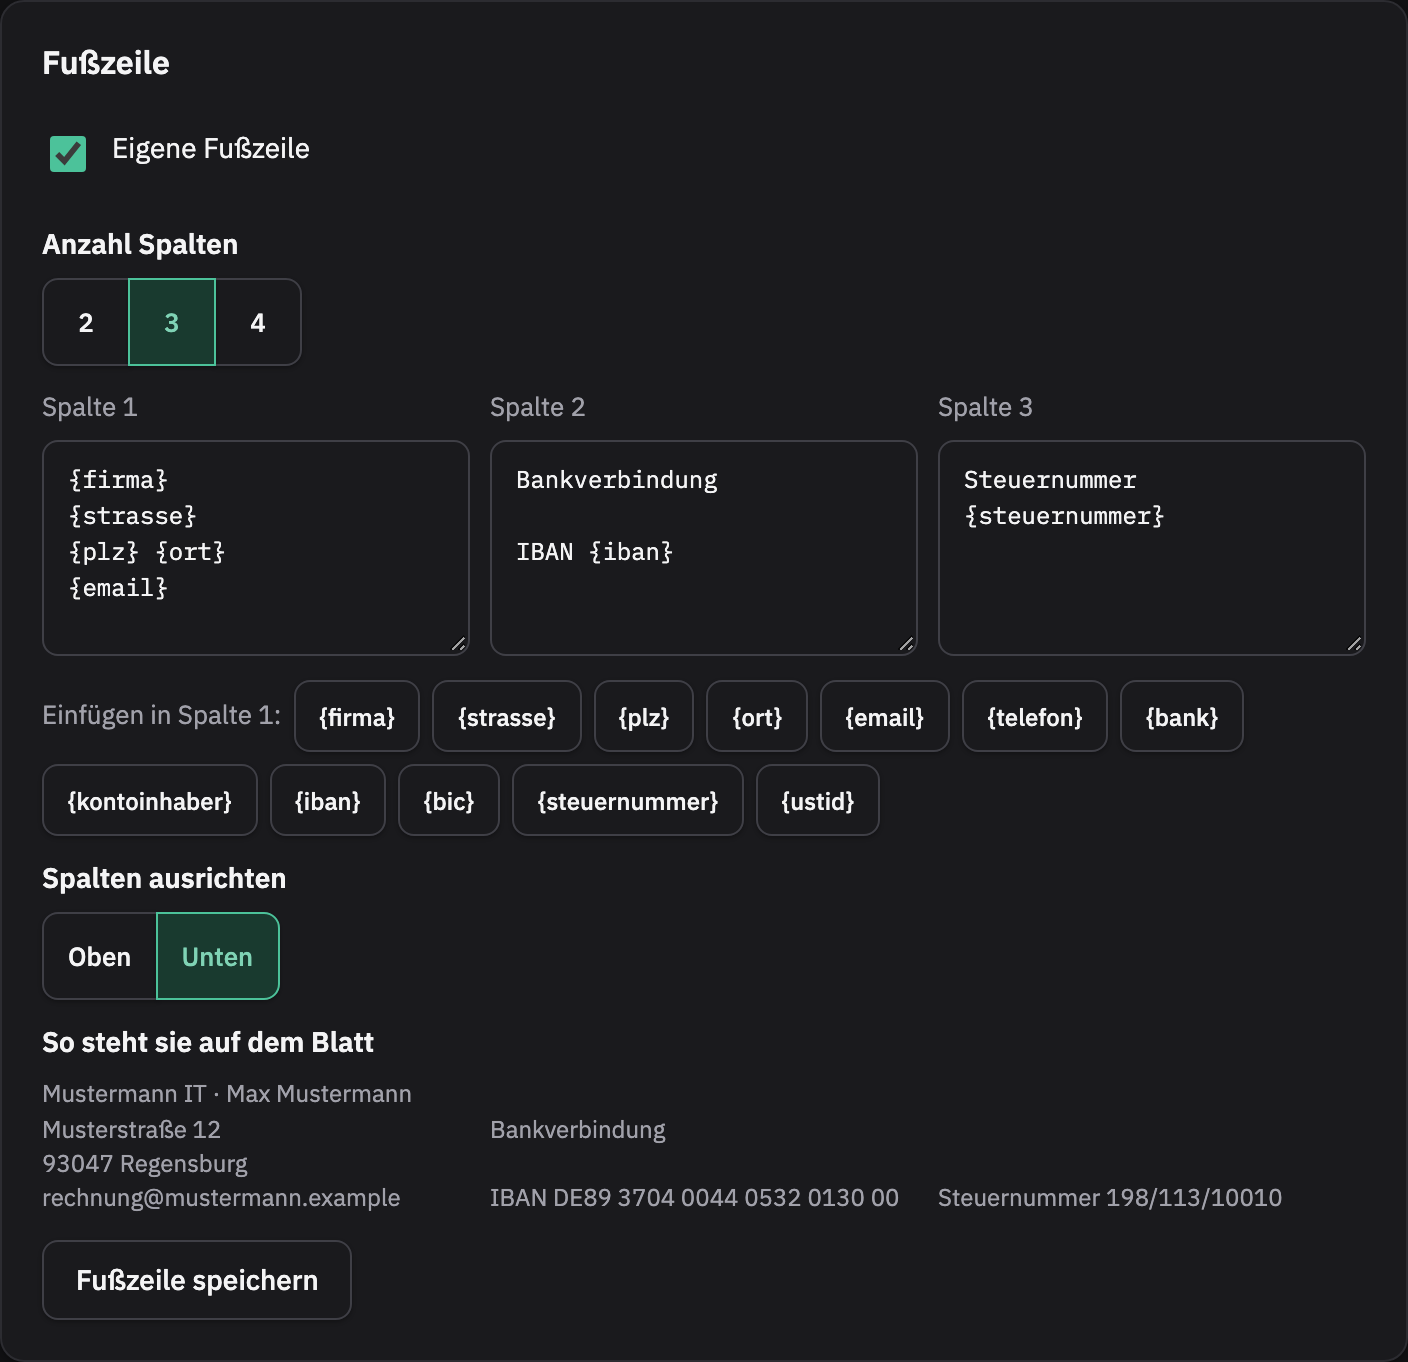 Fußzeile
Eigene Fußzeile
Anzahl Spalten
2 3 4
Spalte 1
{firma}
{strasse}
{plz} {ort}
{email}
Spalte 2
Bankverbindung
IBAN {iban}
Spalte 3
Steuernummer
{steuernummer}
Einfügen in Spalte 1: {firma} {strasse} {plz} {ort} {email} {telefon} {bank}
{kontoinhaber} {iban} {bic} {steuernummer} {ustid}
Spalten ausrichten
Oben Unten
So steht sie auf dem Blatt
Mustermann IT · Max Mustermann
Musterstraße 12
93047 Regensburg
rechnung@mustermann.example
Bankverbindung
IBAN DE89 3704 0044 0532 0130 00
Steuernummer 198/113/10010
Fußzeile speichern